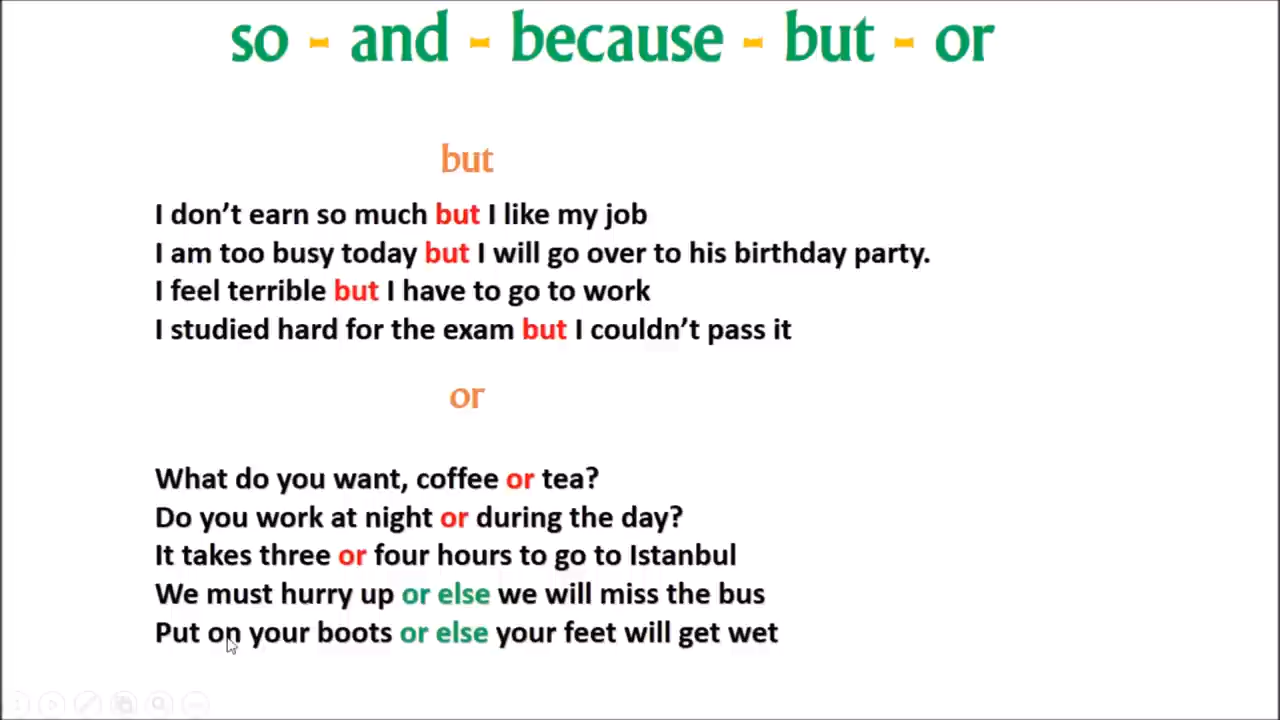 so - and - because - but - or
but
I don’t earn so much but I like my job
I am too busy today but I will go over to his birthday party.
I feel terrible but I have to go to work
I studied hard for the exam but I couldn’t pass it
or
What do you want, coffee or tea?
Do you work at night or during the day?
It takes three or four hours to go to Istanbul
We must hurry up or else we will miss the bus
Put on your boots or else your feet will get wet